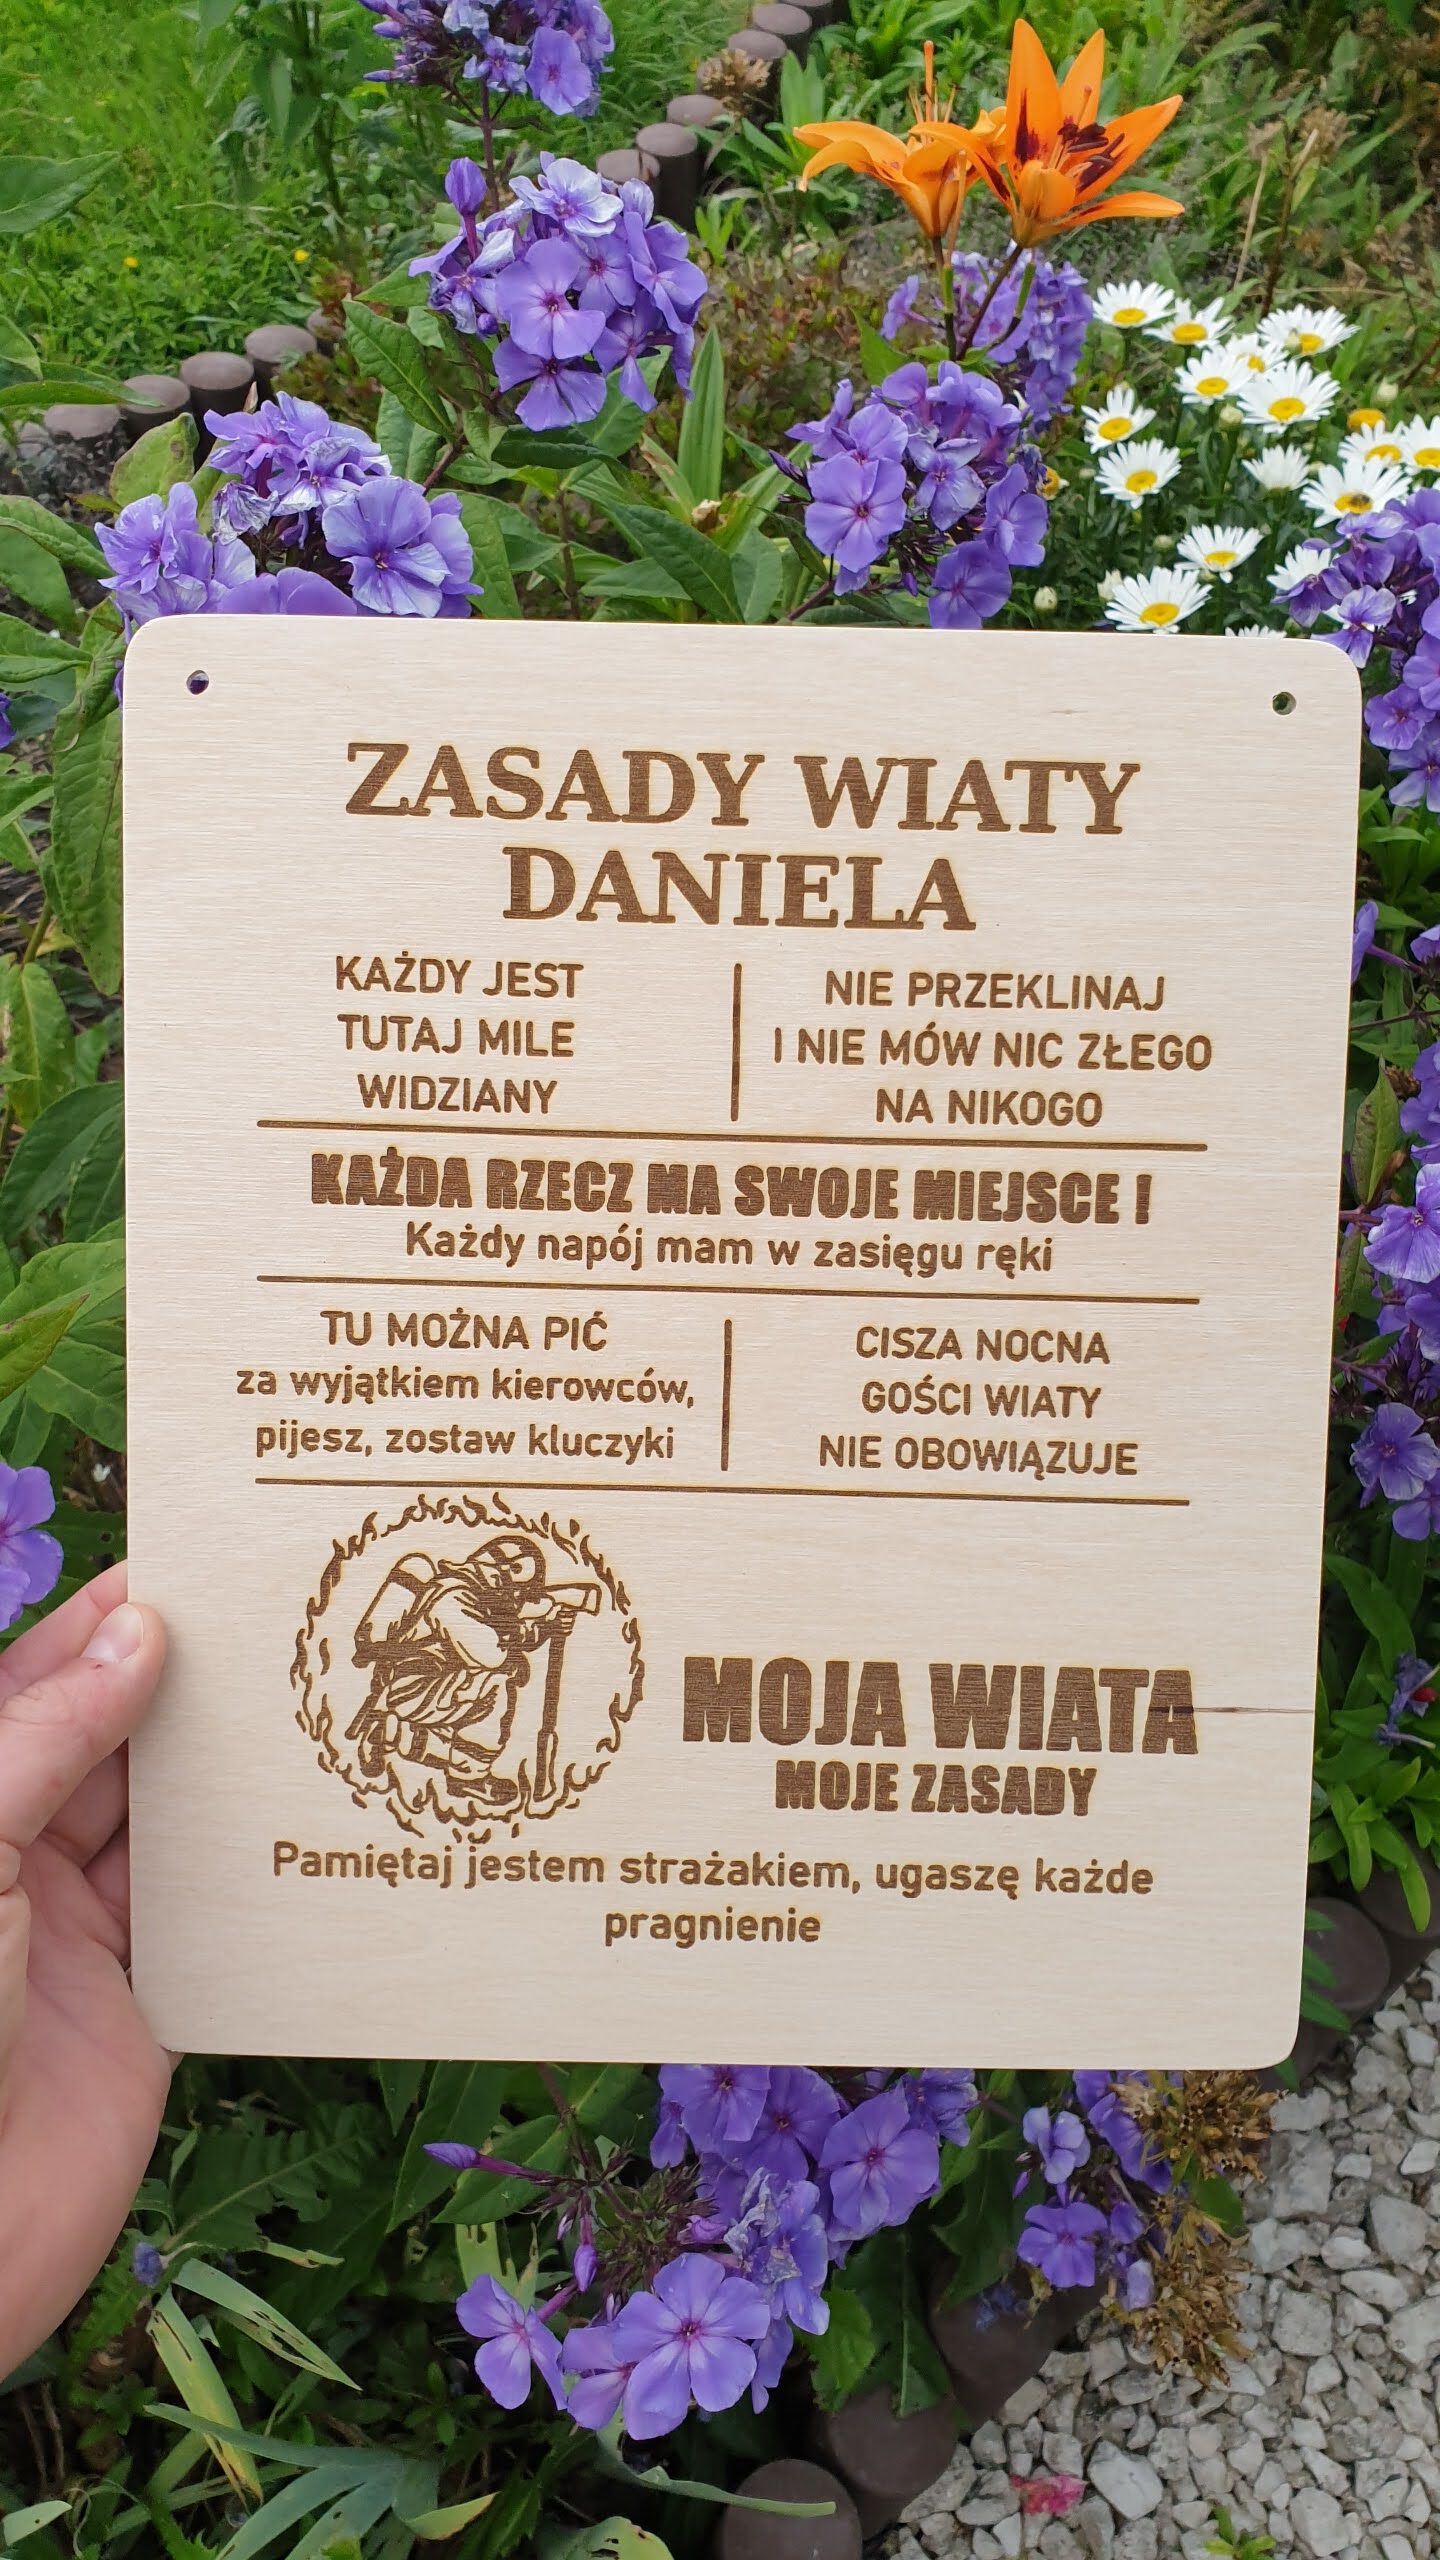 ZASADY WIATY
DANIELA
KAŻDY JEST
TUTAJ MILE
WIDZIANY
NIE PRZEKLINAJ
I NIE MÓW NIC ZŁEGO
NA NIKOGO
KAŻDA RZECZ MA SWOJE MIEJSCE !
Każdy napój mam w zasięgu ręki
TU MOŻNA PIĆ
za wyjątkiem kierowców,
pijesz, zostaw kluczyki
CISZA NOCNA
GOŚCI WIATY
NIE OBOWIĄZUJE
MOJA WIATA
MOJE ZASADY
Pamiętaj jestem strażakiem, ugaszę każde
pragnienie